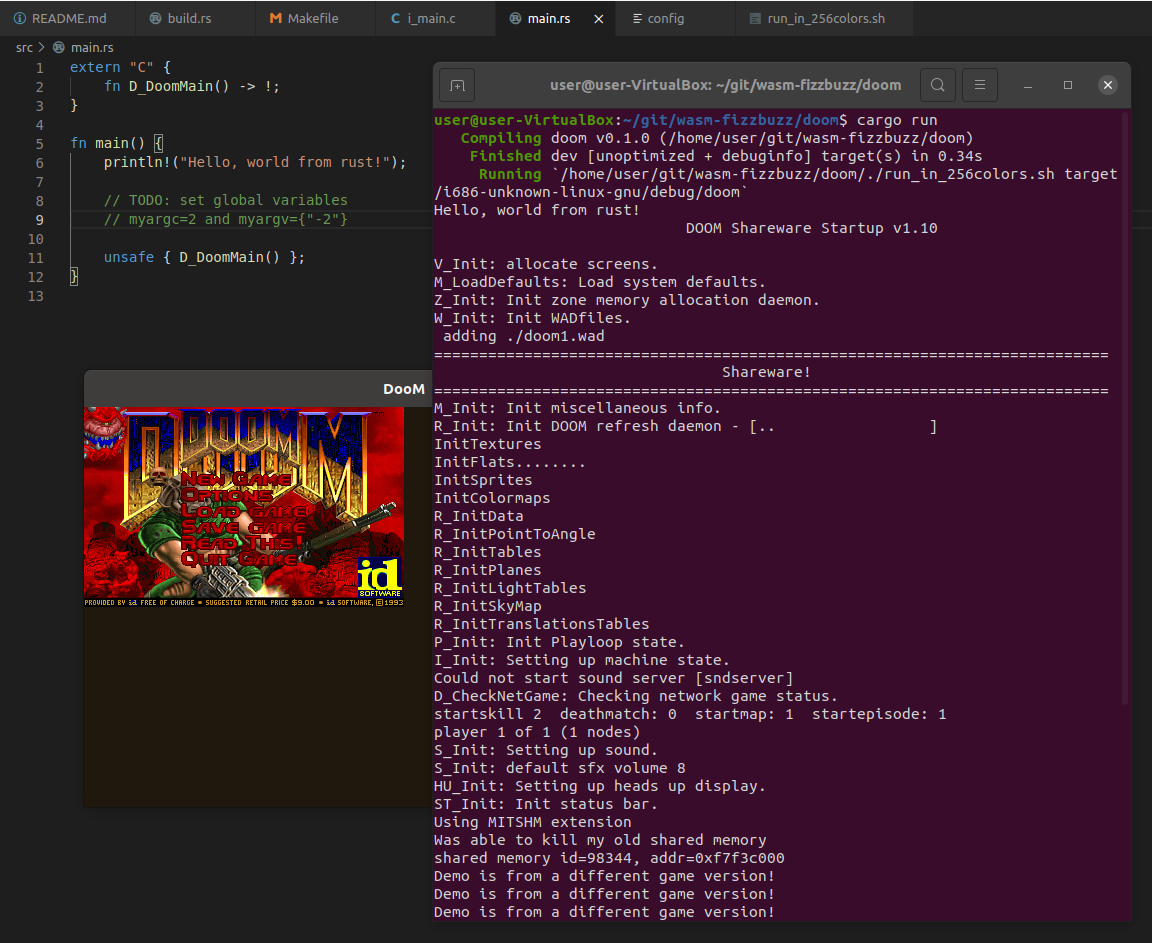 README.md build.rs Makefile i_main.c main.rs config run_in_256colors.sh
src > main.rs
1 extern "C" {
2 fn D_DoomMain() -> !;
3 }
4
5 fn main() {
6 println!("Hello, world from rust!");
7
8 // TODO: set global variables
9 // myargc=2 and myargv={"-2"}
10
11 unsafe { D_DoomMain() };
12 }
13
user@user-VirtualBox: ~/git/wasm-fizzbuzz/doom
user@user-VirtualBox:~/git/wasm-fizzbuzz/doom$ cargo run
Compiling doom v0.1.0 (/home/user/git/wasm-fizzbuzz/doom)
Finished dev [unoptimized + debuginfo] target(s) in 0.34s
Running `/home/user/git/wasm-fizzbuzz/doom/./run_in_256colors.sh target
/i686-unknown-linux-gnu/debug/doom`
Hello, world from rust!
DOOM Shareware Startup v1.10
V_Init: allocate screens.
M_LoadDefaults: Load system defaults.
Z_Init: Init zone memory allocation daemon.
W_Init: Init WADfiles.
adding ./doom1.wad
===========================================================================
Shareware!
===========================================================================
M_Init: Init miscellaneous info.
R_Init: Init DOOM refresh daemon - [..                 ]
InitTextures
InitFlats........
InitSprites
InitColormaps
R_InitData
R_InitPointToAngle
R_InitTables
R_InitPlanes
R_InitLightTables
R_InitSkyMap
R_InitTranslationsTables
P_Init: Init Playloop state.
I_Init: Setting up machine state.
Could not start sound server [sndserver]
D_CheckNetGame: Checking network game status.
startskill 2  deathmatch: 0  startmap: 1  startepisode: 1
player 1 of 1 (1 nodes)
S_Init: Setting up sound.
S_Init: default sfx volume 8
HU_Init: Setting up heads up display.
ST_Init: Init status bar.
Using MITSHM extension
Was able to kill my old shared memory
shared memory id=98344, addr=0xf7f3c000
Demo is from a different game version!
Demo is from a different game version!
Demo is from a different game version!
DooM
DOOM
DOOM
New Game
Options
Load Game
Save Game
Read This!
Quit Game
id
SOFTWARE
PROVIDED BY id FREE OF CHARGE * SUGGESTED RETAIL PRICE $9.00 * id SOFTWARE, ©1993